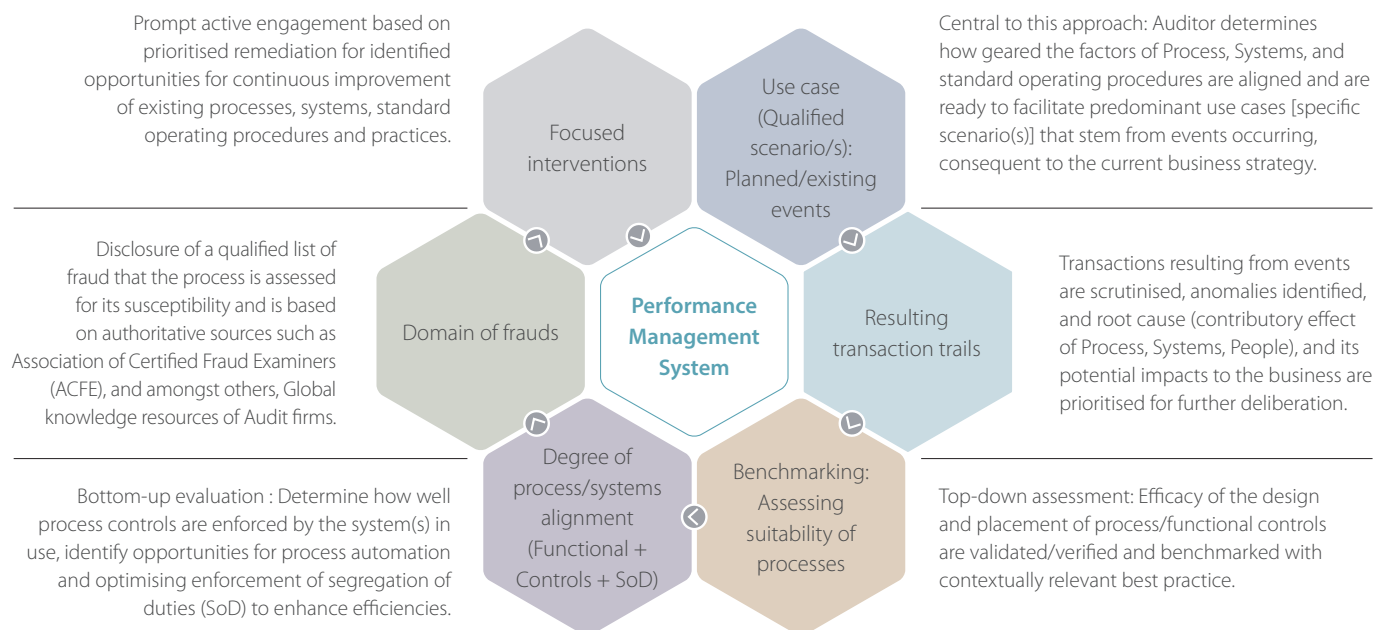 Prompt active engagement based on
prioritised remediation for identified
opportunities for continuous improvement
of existing processes, systems, standard
operating procedures and practices.
Focused
interventions
Use case
(Qualified
scenario/s):
Planned/existing
events
Central to this approach: Auditor determines
how geared the factors of Process, Systems, and
standard operating procedures are aligned and are
ready to facilitate predominant use cases [specific
scenario(s)] that stem from events occurring,
consequent to the current business strategy.
Disclosure of a qualified list of
fraud that the process is assessed
for its susceptibility and is based
on authoritative sources such as
Association of Certified Fraud Examiners
(ACFE), and amongst others, Global
knowledge resources of Audit firms.
Domain of frauds
Performance
Management
System
Resulting
transaction trails
Transactions resulting from events
are scrutinised, anomalies identified,
and root cause (contributory effect
of Process, Systems, People), and its
potential impacts to the business are
prioritised for further deliberation.
Bottom-up evaluation : Determine how well
process controls are enforced by the system(s) in
use, identify opportunities for process automation
and optimising enforcement of segregation of
duties (SoD) to enhance efficiencies.
Degree of
process/systems
alignment
(Functional +
Controls + SoD)
Benchmarking:
Assessing
suitability of
processes
Top-down assessment: Efficacy of the design
and placement of process/functional controls
are validated/verified and benchmarked with
contextually relevant best practice.